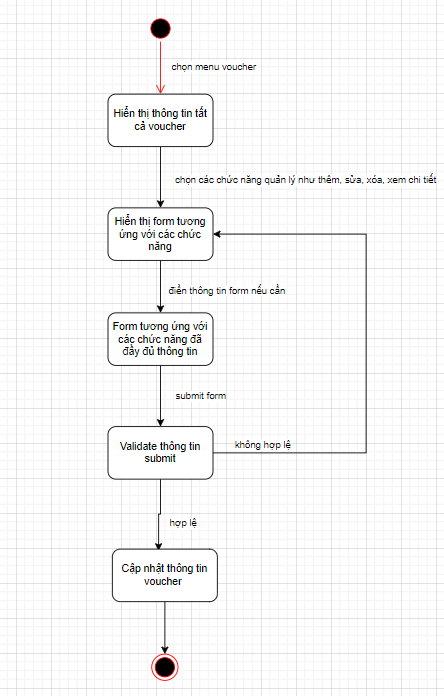 chọn menu voucher
Hiển thị thông tin tất
cả voucher
chọn các chức năng quản lý như thêm, sửa, xóa, xem chi tiết
Hiển thị form tương
ứng với các chức
năng
điền thông tin form nếu cần
Form tương ứng với
các chức năng đã
đầy đủ thông tin
submit form
Validate thông tin
submit
không hợp lệ
hợp lệ
Cập nhật thông tin
voucher